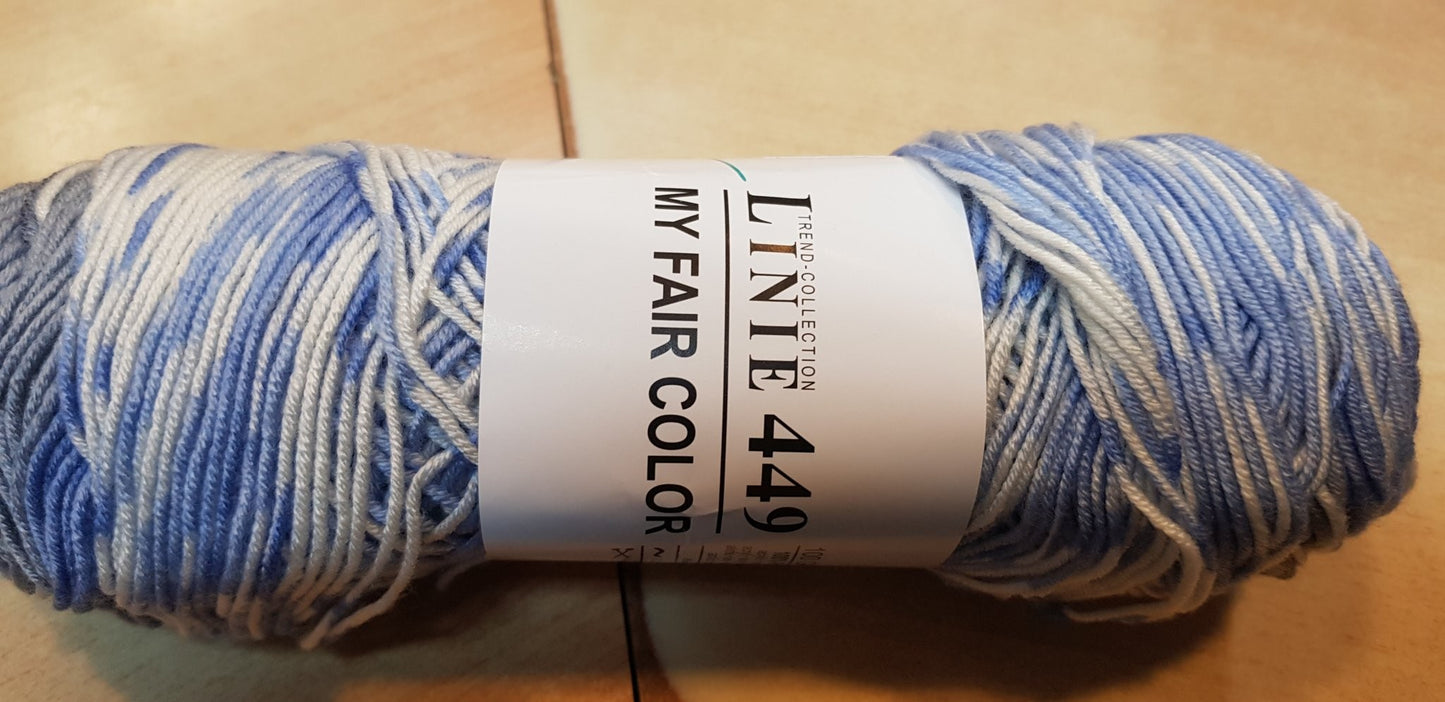 LINIE 449
TREND-COLLECTION
MY FAIR COLOR